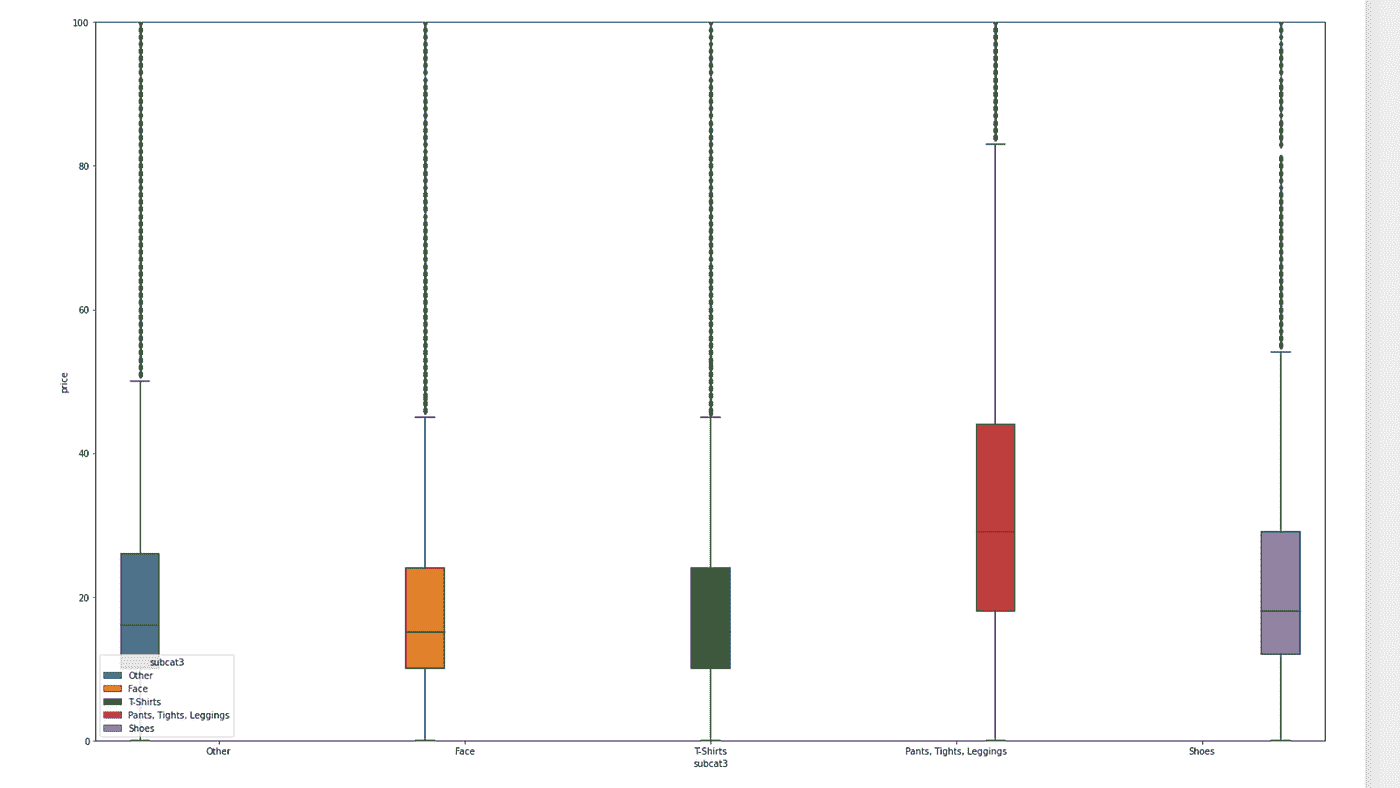 100
80
60
40
20
0
price
subcat3
Other
Face
T-Shirts
Pants, Tights, Leggings
Shoes
Other Face T-Shirts Pants, Tights, Leggings Shoes
subcat3